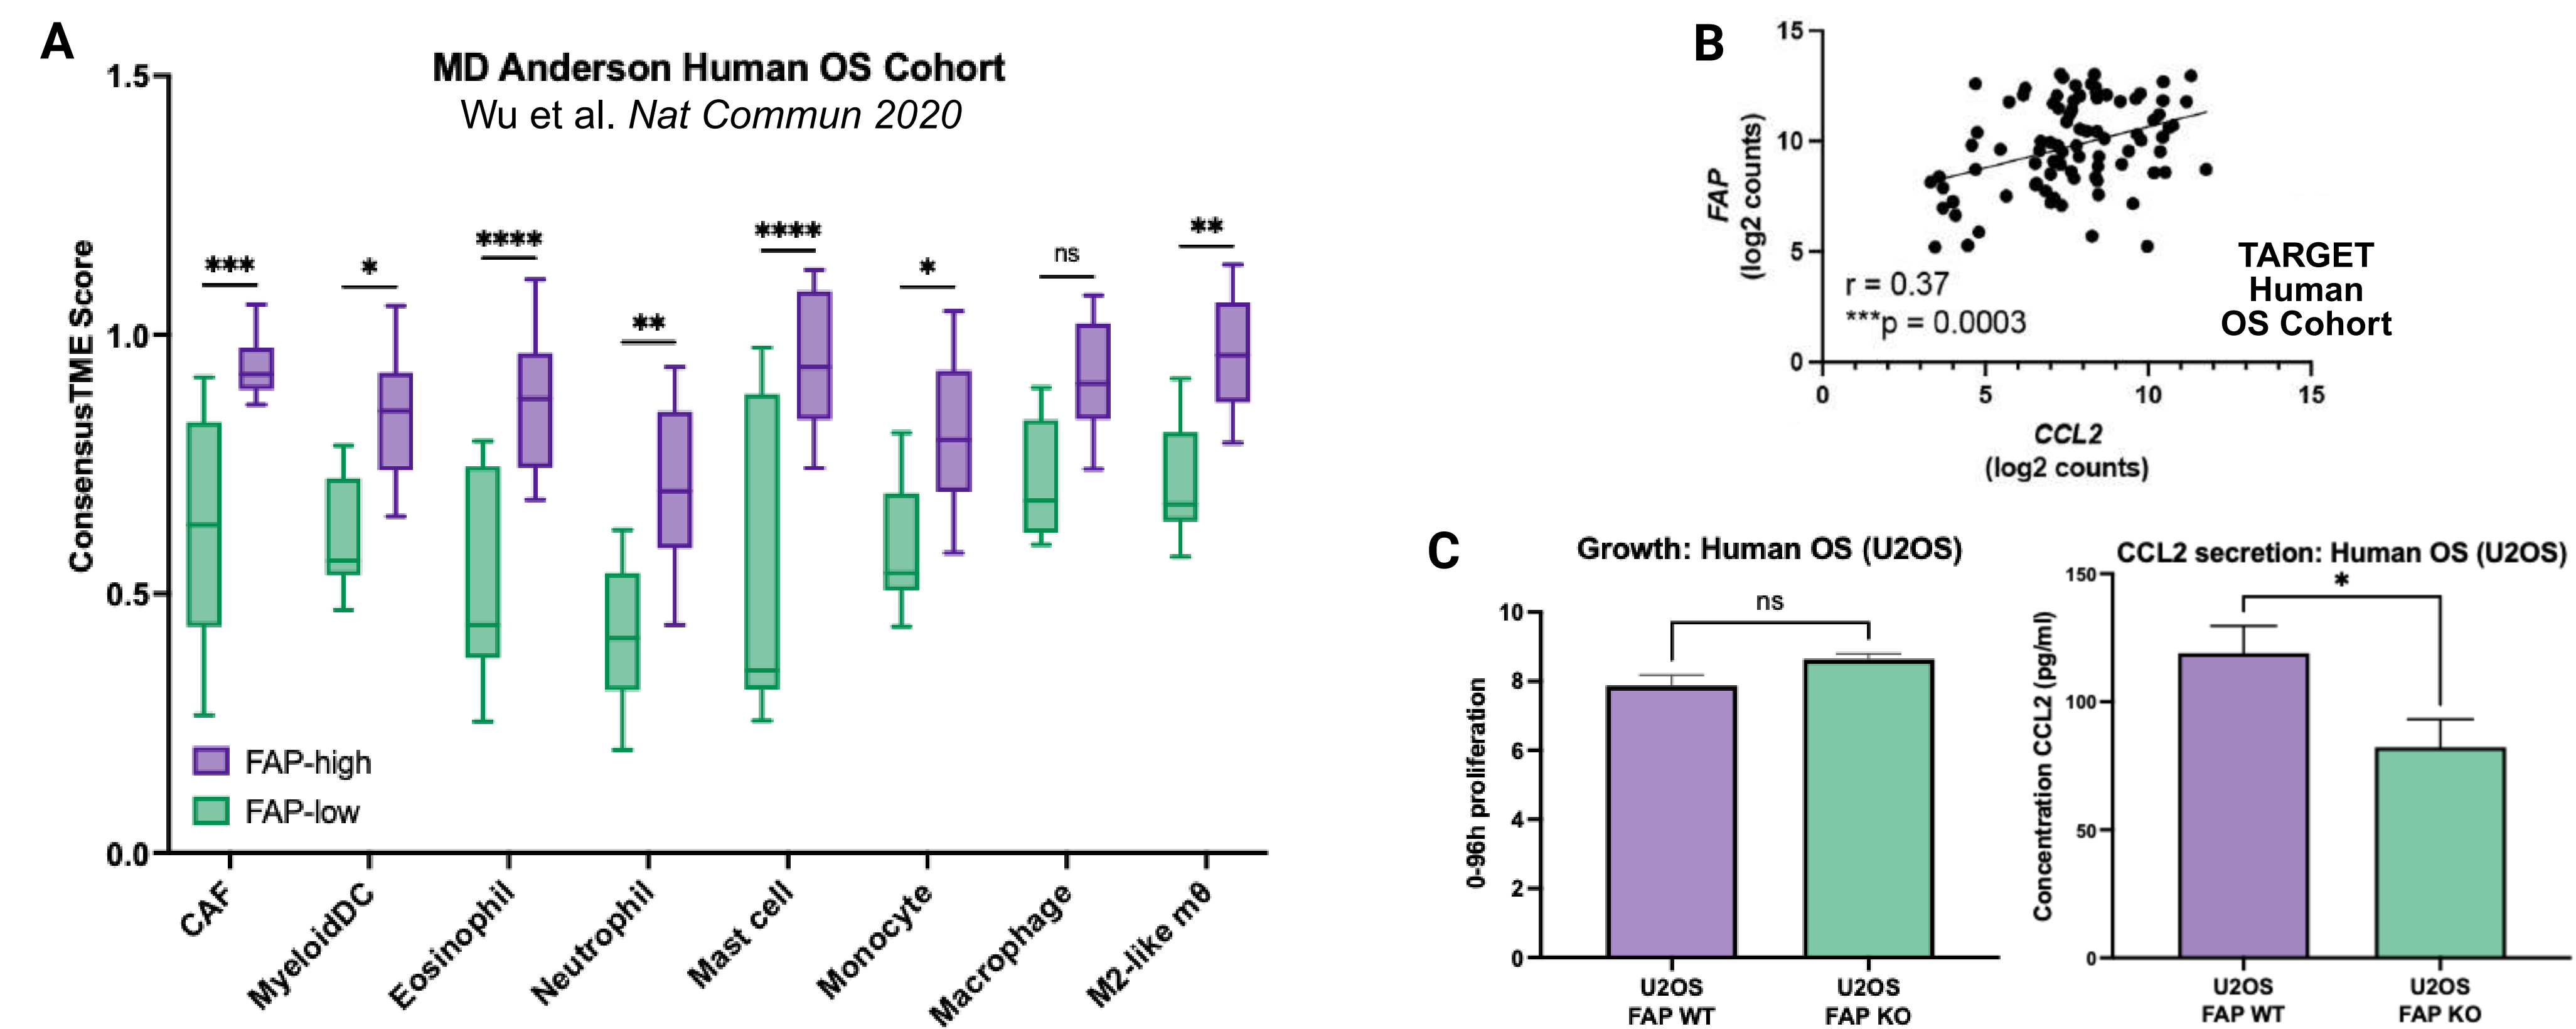 A
MD Anderson Human OS Cohort
Wu et al. Nat Commun 2020
ConsensusTME Score
1.5
1.0
0.5
0.0
***
*
****
**
****
*
ns
**
FAP-high
FAP-low
CAF
MyeloidDC
Eosinophil
Neutrophil
Mast cell
Monocyte
Macrophage
M2-like mθ
B
FAP
(log2 counts)
15
10
5
0
r = 0.37
***p = 0.0003
TARGET
Human
OS Cohort
0
5
10
15
CCL2
(log2 counts)
C
Growth: Human OS (U2OS)
0-96h proliferation
10
8
6
4
2
0
ns
U2OS
FAP WT
U2OS
FAP KO
CCL2 secretion: Human OS (U2OS)
Concentration CCL2 (pg/ml)
150
100
50
0
*
U2OS
FAP WT
U2OS
FAP KO